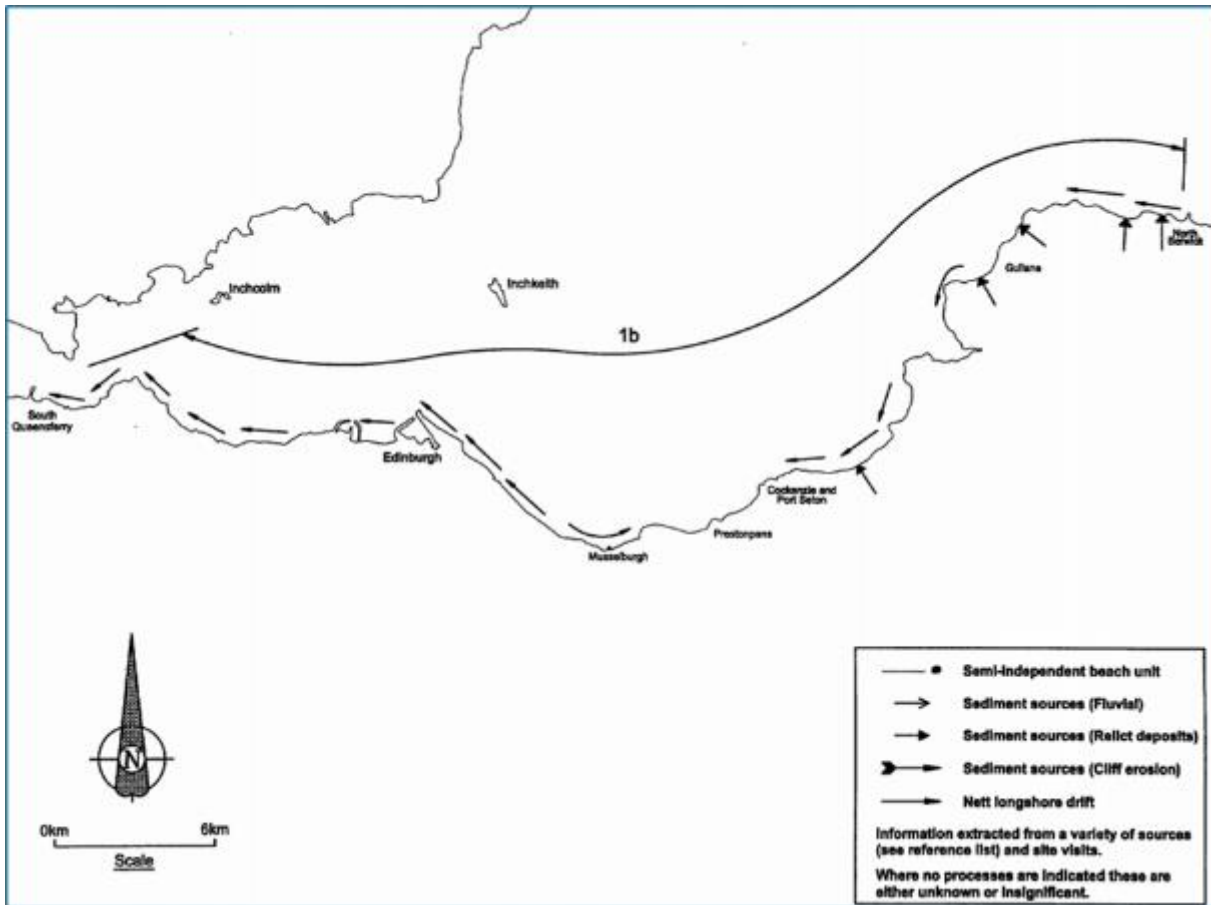 North
Berwick
Gullane
Inchcolm
Inchkeith
1b
South
Queensferry
Edinburgh
Cockenzie and
Port Seton
Prestonpans
Musselburgh
N
0km 6km
Scale
Semi-independent beach unit
Sediment sources (Fluvial)
Sediment sources (Relict deposits)
Sediment sources (Cliff erosion)
Nett longshore drift
Information extracted from a variety of sources
(see reference list) and site visits.
Where no processes are indicated these are
either unknown or insignificant.